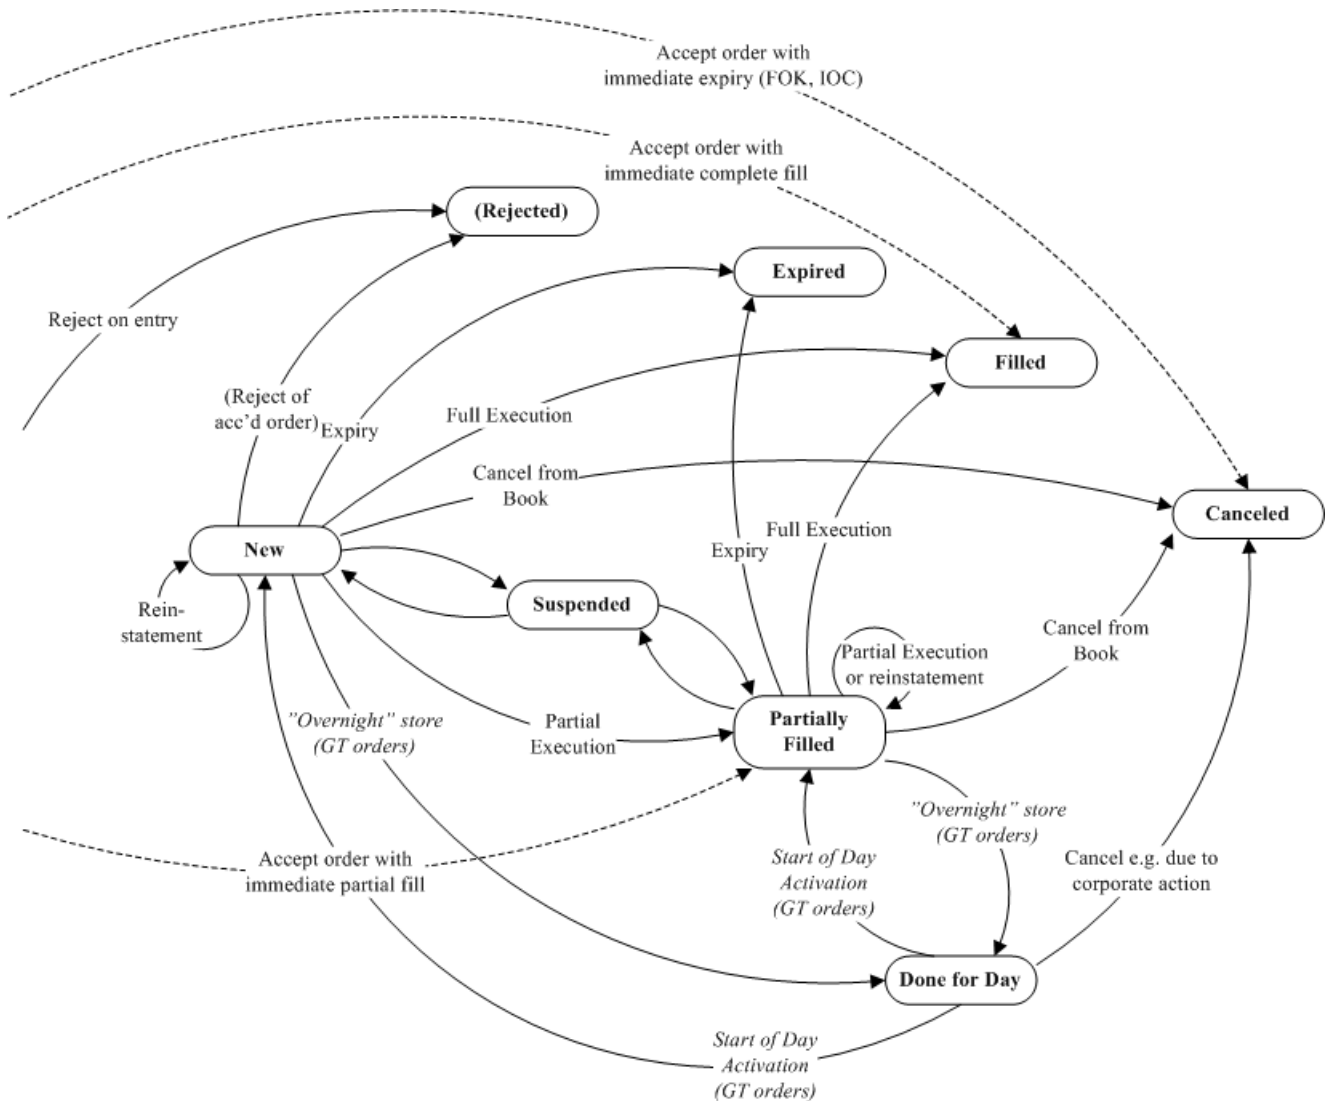 Accept order with
immediate expiry (FOK, IOC)
Accept order with
immediate complete fill
(Rejected)
Expired
Reject on entry
Filled
(Reject of
acc'd order)
Expiry
Full Execution
Cancel from
Book
Canceled
Full Execution
New
Expiry
Suspended
Rein-
statement
Cancel from
Book
Partial Execution
or reinstatement
"Overnight" store
(GT orders)
Partial
Execution
Partially
Filled
"Overnight" store
(GT orders)
Accept order with
immediate partial fill
Start of Day
Activation
(GT orders)
Cancel e.g. due to
corporate action
Done for Day
Start of Day
Activation
(GT orders)